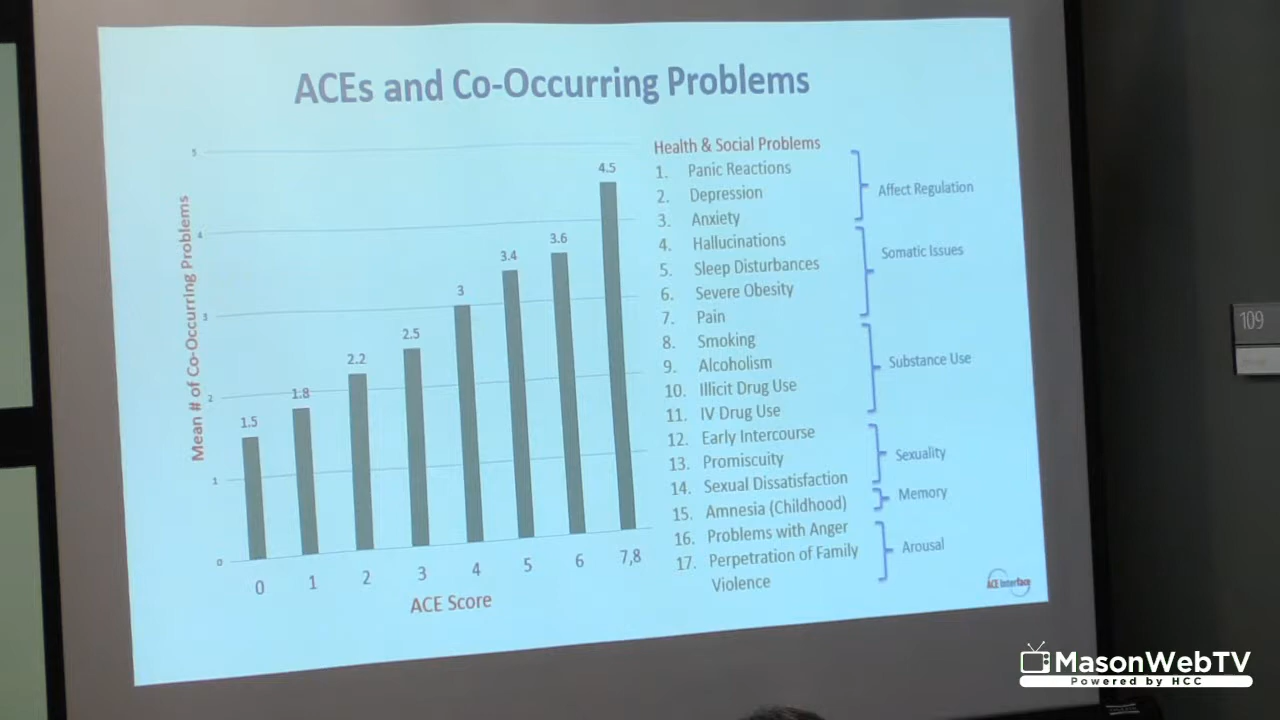 ACEs and Co-Occurring Problems
Mean # of Co-Occurring Problems
5
4
3
2
1
0
1.5
1.8
2.2
2.5
3
3.4
3.6
4.5
0
1
2
3
4
5
6
7,8
ACE Score
Health & Social Problems
1. Panic Reactions
2. Depression
3. Anxiety
4. Hallucinations
5. Sleep Disturbances
6. Severe Obesity
7. Pain
8. Smoking
9. Alcoholism
10. Illicit Drug Use
11. IV Drug Use
12. Early Intercourse
13. Promiscuity
14. Sexual Dissatisfaction
15. Amnesia (Childhood)
16. Problems with Anger
17. Perpetration of Family
Violence
Affect Regulation
Somatic Issues
Substance Use
Sexuality
Memory
Arousal
ACE Interface
109
MasonWebTV
Powered by HCC